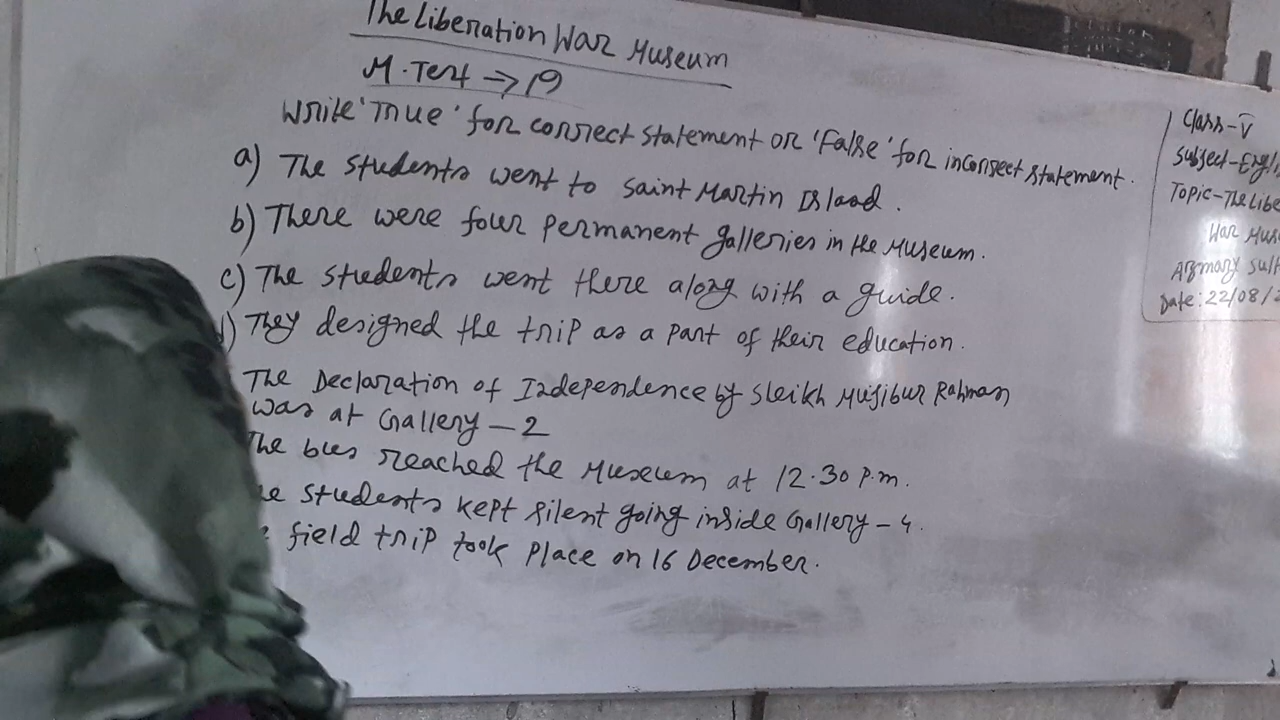 The Liberation War Museum
M.Text → 19
Write 'True' for correct statement or 'False' for incorrect statement.
a) The students went to Saint Martin Island.
b) There were four permanent galleries in the Museum.
c) The students went there along with a guide.
) They designed the trip as a part of their education.
The Declaration of Independence by Sheikh Mujibur Rahman
was at Gallery – 2
The bus reached the Museum at 12.30 p.m.
students kept silent going inside Gallery – 4.
field trip took place on 16 December.
Class – V
Subject – Engli
Topic – The Libe
War Mus
Date: 22/08/